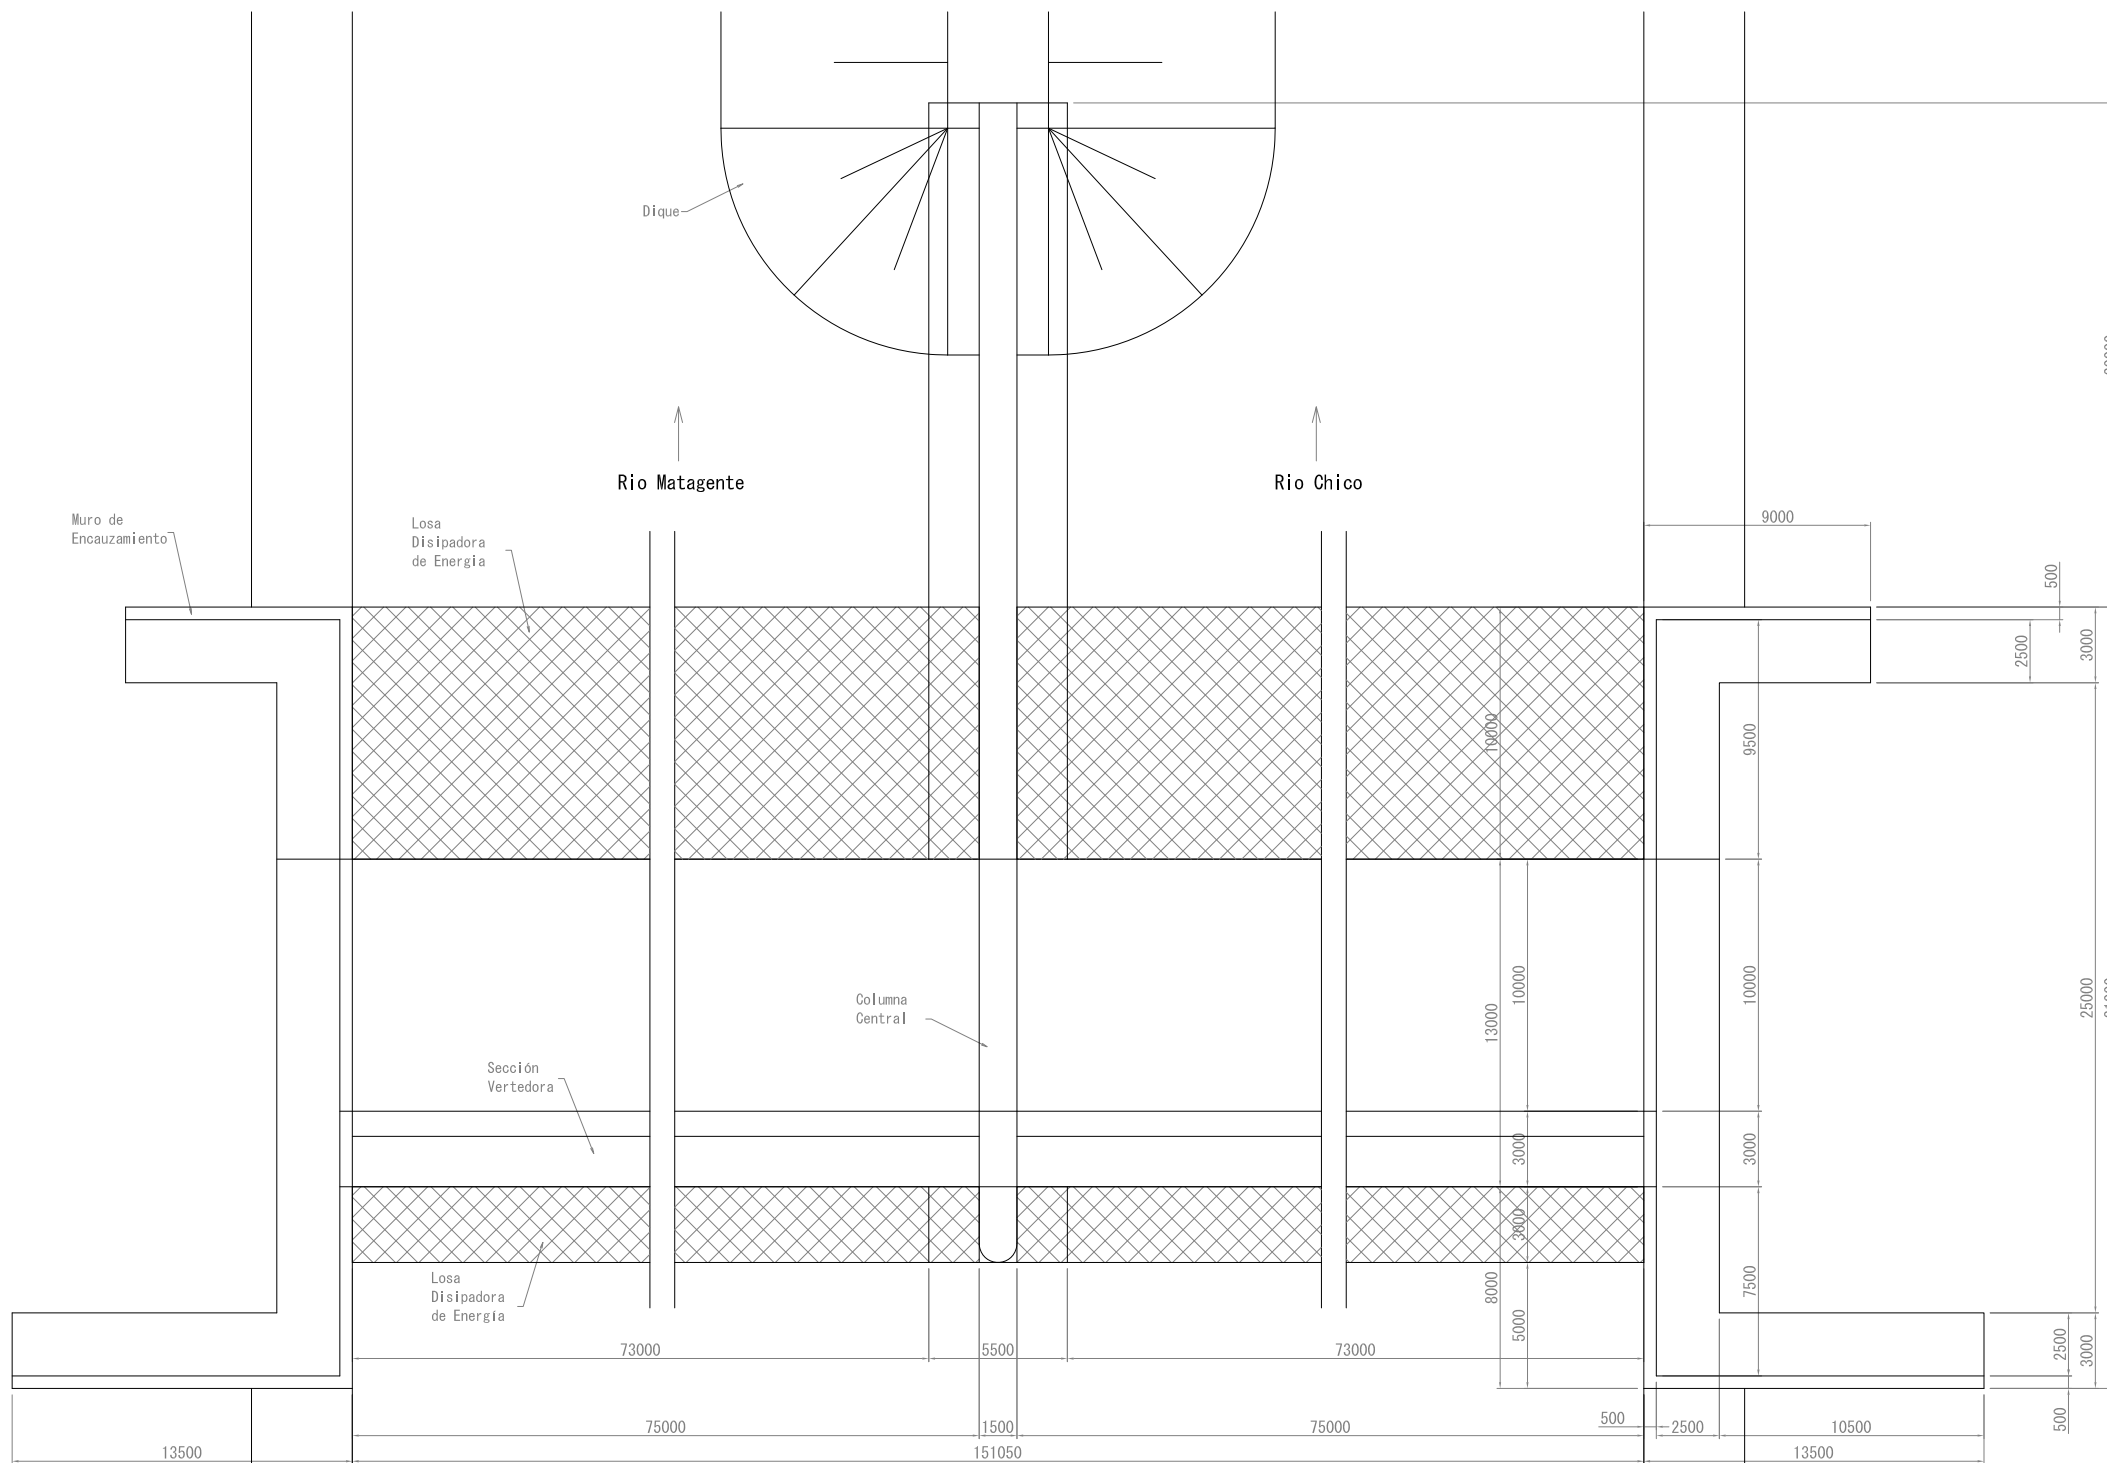 Dique
Rio Matagente
Rio Chico
Muro de
Encauzamiento
Losa
Disipadora
de Energia
9000
500
3000
2500
10000
9500
Columna
Central
10000
10000
25000
13000
Sección
Vertedora
3000
3000
3000
Losa
Disipadora
de Energía
8000
7500
5000
2500
3000
73000
5500
73000
500
75000
1500
75000
500
2500
10500
13500
151050
13500